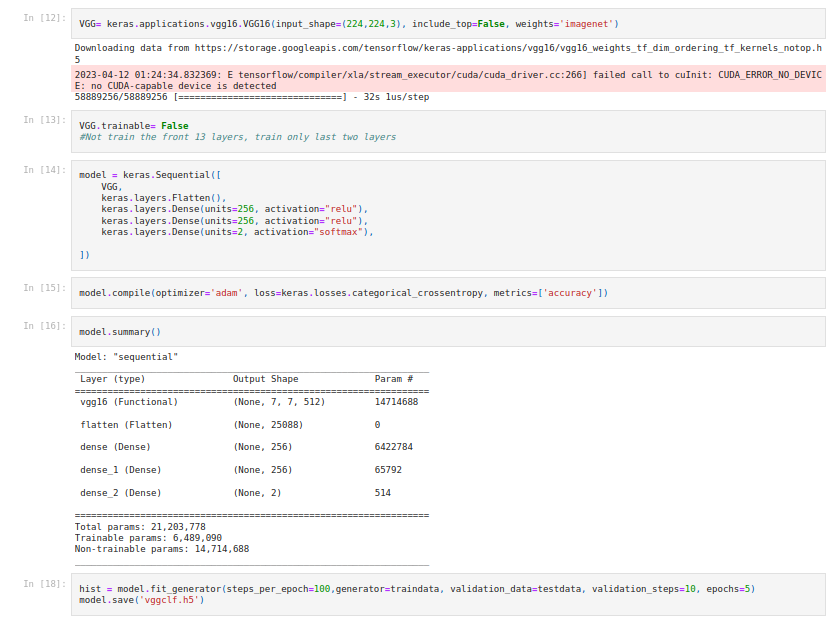 In [12]:
VGG= keras.applications.vgg16.VGG16(input_shape=(224,224,3), include_top=False, weights='imagenet')
Downloading data from https://storage.googleapis.com/tensorflow/keras-applications/vgg16/vgg16_weights_tf_dim_ordering_tf_kernels_notop.h
5
2023-04-12 01:24:34.832369: E tensorflow/compiler/xla/stream_executor/cuda/cuda_driver.cc:266] failed call to cuInit: CUDA_ERROR_NO_DEVIC
E: no CUDA-capable device is detected
58889256/58889256 [==============================] - 32s 1us/step
In [13]:
VGG.trainable= False
#Not train the front 13 layers, train only last two layers
In [14]:
model = keras.Sequential([
    VGG,
    keras.layers.Flatten(),
    keras.layers.Dense(units=256, activation="relu"),
    keras.layers.Dense(units=256, activation="relu"),
    keras.layers.Dense(units=2, activation="softmax"),
])
In [15]:
model.compile(optimizer='adam', loss=keras.losses.categorical_crossentropy, metrics=['accuracy'])
In [16]:
model.summary()
Model: "sequential"
_________________________________________________________________
 Layer (type)                Output Shape              Param #
=================================================================
 vgg16 (Functional)          (None, 7, 7, 512)         14714688
 flatten (Flatten)           (None, 25088)             0
 dense (Dense)               (None, 256)               6422784
 dense_1 (Dense)             (None, 256)               65792
 dense_2 (Dense)             (None, 2)                 514
=================================================================
Total params: 21,203,778
Trainable params: 6,489,090
Non-trainable params: 14,714,688
_________________________________________________________________
In [18]:
hist = model.fit_generator(steps_per_epoch=100,generator=traindata, validation_data=testdata, validation_steps=10, epochs=5)
model.save('vggclf.h5')